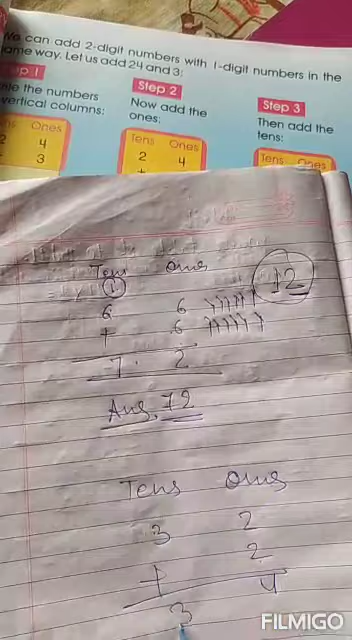 We can add 2-digit numbers with 1-digit numbers in the
same way. Let us add 24 and 3:
Step 2
Step 3
the numbers
vertical columns:
Now add the
ones:
Then add the
tens:
Ones
4
3
Tens Ones
2 4
+
Tens Ones
Tens Ones
1
6 6
+ 6
7 2
12
Ans. 72
Tens Ones
3 2
+ 2
3 4
FILMIGO